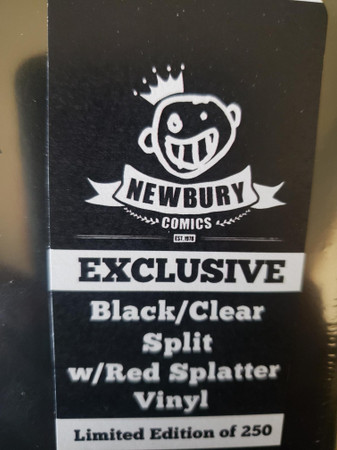 NEWBURY
COMICS
EST. 1978
EXCLUSIVE
Black/Clear
Split
w/Red Splatter
Vinyl
Limited Edition of 250